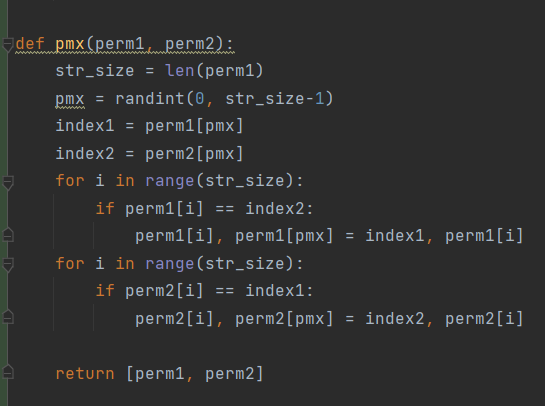 def pmx(perm1, perm2):
    str_size = len(perm1)
    pmx = randint(0, str_size-1)
    index1 = perm1[pmx]
    index2 = perm2[pmx]
    for i in range(str_size):
        if perm1[i] == index2:
            perm1[i], perm1[pmx] = index1, perm1[i]
    for i in range(str_size):
        if perm2[i] == index1:
            perm2[i], perm2[pmx] = index2, perm2[i]
    return [perm1, perm2]